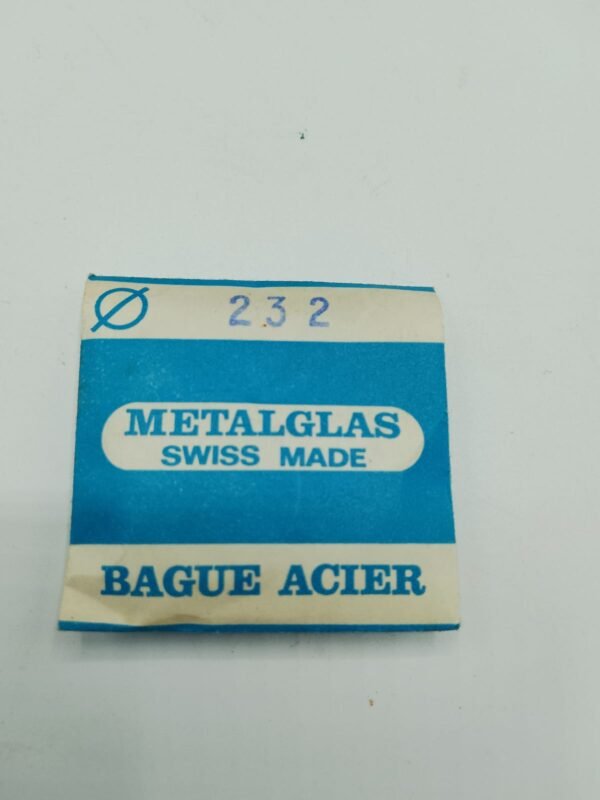 Ø 232
METALGLAS
SWISS MADE
BAGUE ACIER